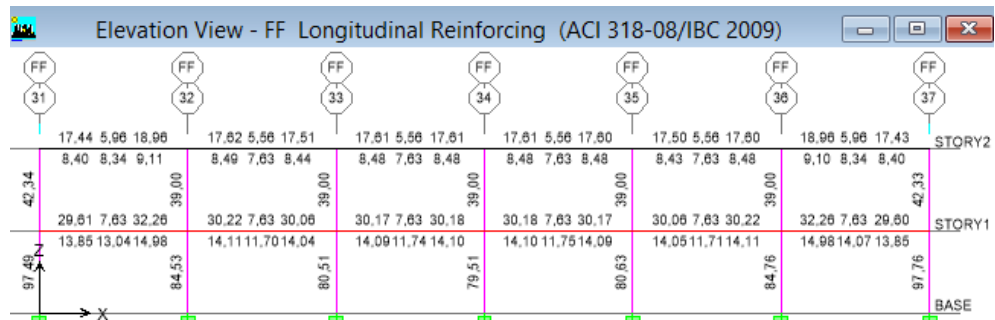 Elevation View - FF Longitudinal Reinforcing (ACI 318-08/IBC 2009)
FF FF FF FF FF FF FF
31 32 33 34 35 36 37
17,44 5,96 18,96 17,62 5,56 17,51 17,61 5,56 17,61 17,61 5,56 17,60 17,50 5,56 17,60 18,96 5,96 17,43 STORY2
8,40 8,34 9,11 8,49 7,63 8,44 8,48 7,63 8,48 8,48 7,63 8,48 8,43 7,63 8,48 9,10 8,34 8,40
42,34 39,00 39,00 39,00 39,00 39,00 42,33
29,61 7,63 32,26 30,22 7,63 30,06 30,17 7,63 30,18 30,18 7,63 30,17 30,06 7,63 30,22 32,26 7,63 29,60 STORY1
13,85 13,04 14,98 14,11 11,70 14,04 14,09 11,74 14,10 14,10 11,75 14,09 14,05 11,71 14,11 14,98 14,07 13,85
Z
97,49 84,53 80,51 79,51 80,63 84,76 97,76
X BASE